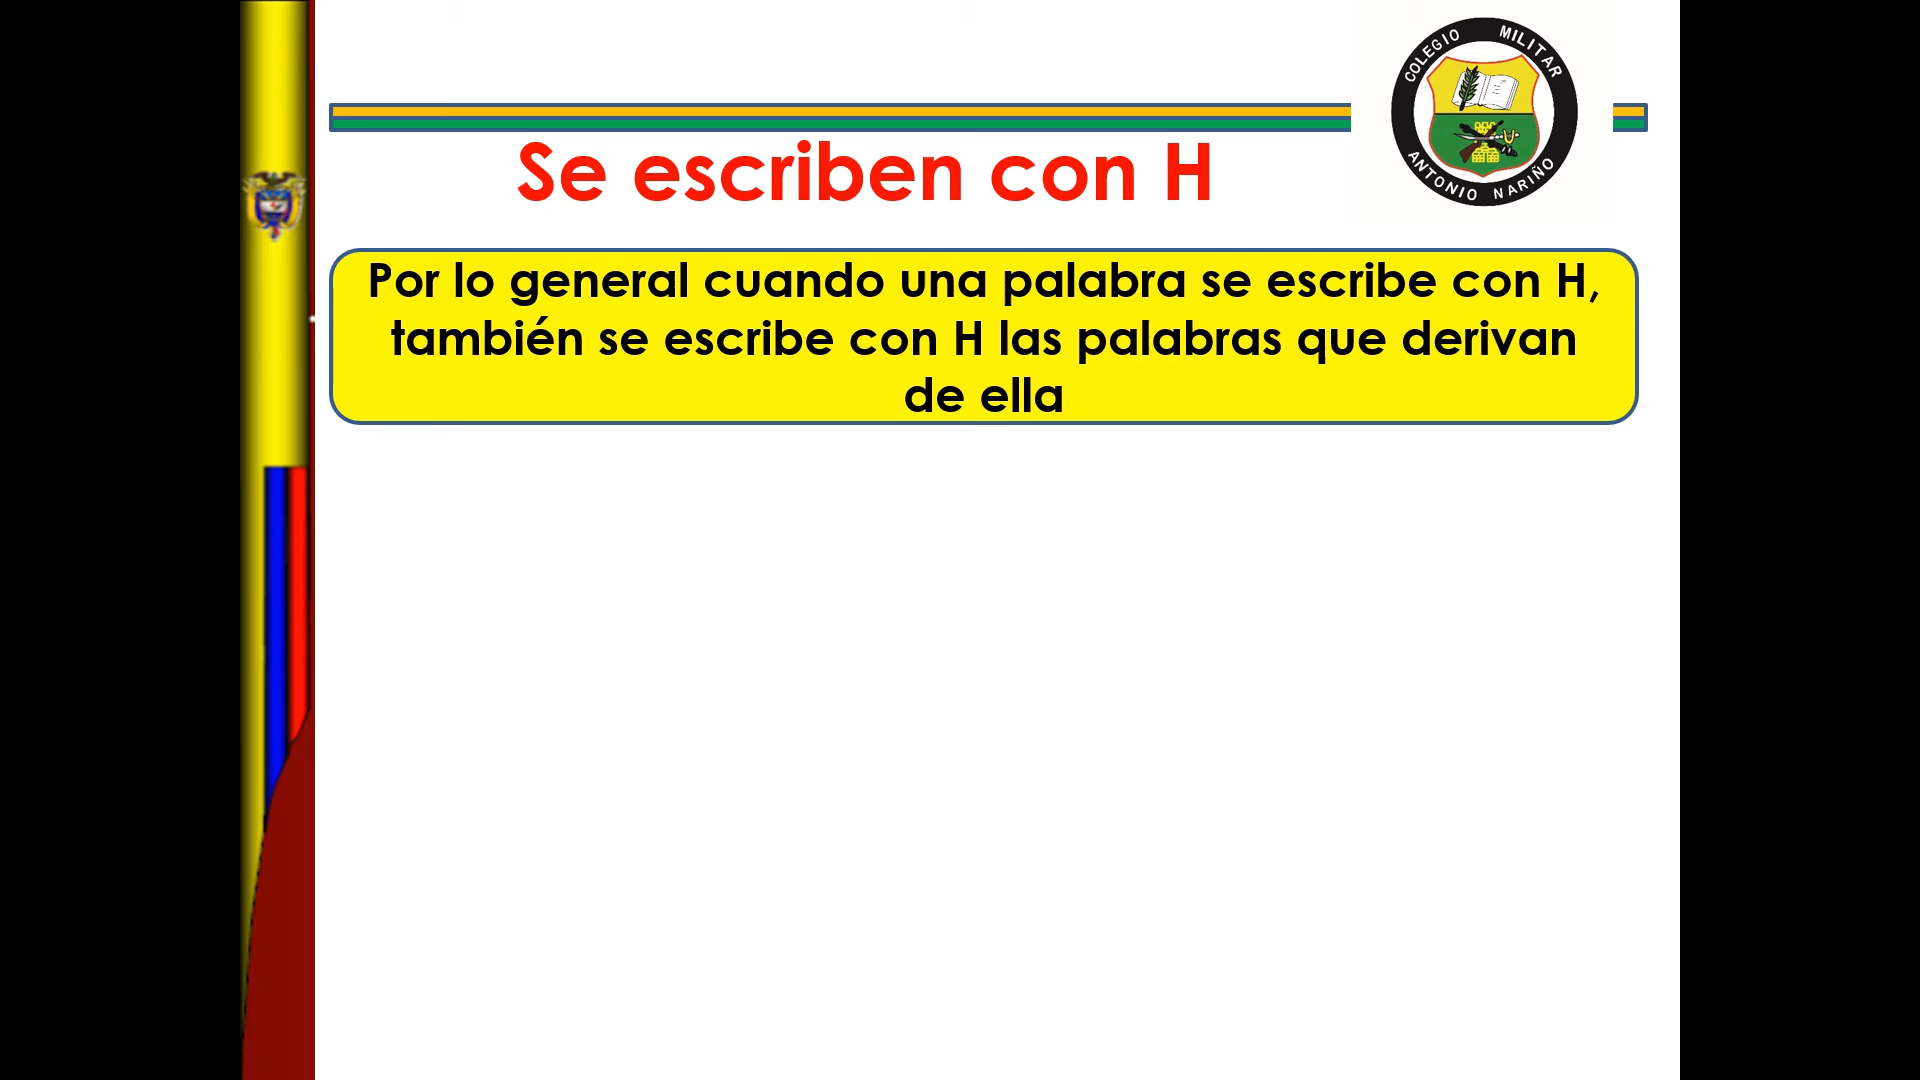 COLEGIO MILITAR
ANTONIO NARIÑO
Se escriben con H
Por lo general cuando una palabra se escribe con H,
también se escribe con H las palabras que derivan
de ella